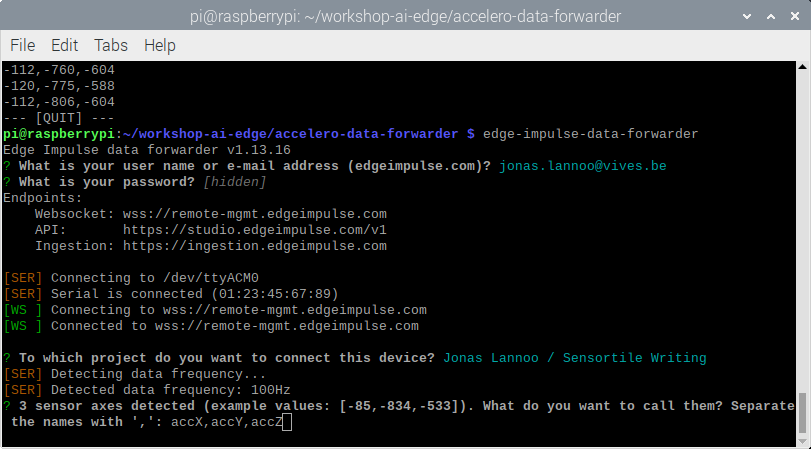 pi@raspberrypi: ~/workshop-ai-edge/accelero-data-forwarder
File Edit Tabs Help
-112,-760,-604
-120,-775,-588
-112,-806,-604
--- [QUIT] ---
pi@raspberrypi:~/workshop-ai-edge/accelero-data-forwarder $ edge-impulse-data-forwarder
Edge Impulse data forwarder v1.13.16
? What is your user name or e-mail address (edgeimpulse.com)? jonas.lannoo@vives.be
? What is your password? [hidden]
Endpoints:
    Websocket: wss://remote-mgmt.edgeimpulse.com
    API:       https://studio.edgeimpulse.com/v1
    Ingestion: https://ingestion.edgeimpulse.com
[SER] Connecting to /dev/ttyACM0
[SER] Serial is connected (01:23:45:67:89)
[WS ] Connecting to wss://remote-mgmt.edgeimpulse.com
[WS ] Connected to wss://remote-mgmt.edgeimpulse.com
? To which project do you want to connect this device? Jonas Lannoo / Sensortile Writing
[SER] Detecting data frequency...
[SER] Detected data frequency: 100Hz
? 3 sensor axes detected (example values: [-85,-834,-533]). What do you want to call them? Separate
 the names with ',': accX,accY,accZ